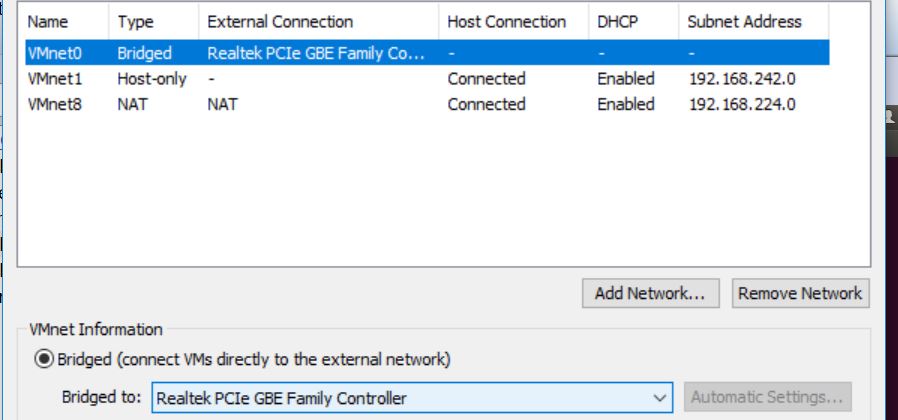 Name Type External Connection Host Connection DHCP Subnet Address
VMnet0 Bridged Realtek PCIe GBE Family Co... - - -
VMnet1 Host-only - Connected Enabled 192.168.242.0
VMnet8 NAT NAT Connected Enabled 192.168.224.0
Add Network... Remove Network
VMnet Information
Bridged (connect VMs directly to the external network)
Bridged to: Realtek PCIe GBE Family Controller Automatic Settings...